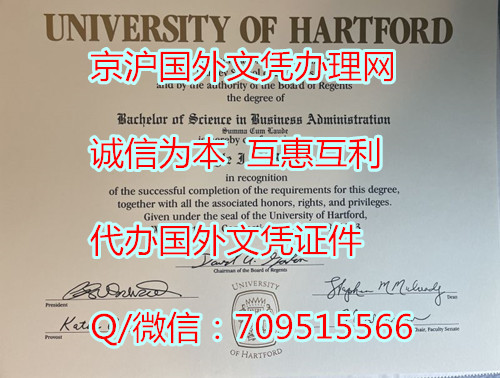 UNIVERSITY OF HARTFORD
京沪国外文凭办理网
and by the authority of the Board of Regents
the degree of
Bachelor of Science in Business Administration
Summa Cum Laude
is hereby conferred
诚信为本 互惠互利
in recognition
of the successful completion of the requirements for this degree,
together with all the associated honors, rights, and privileges.
Given under the seal of the University of Hartford,
代办国外文凭证件
Chairman of the Board of Regents
President
Dean
UNIVERSITY
Q/微信：709515566
Provost
Chair, Faculty Senate
OF HARTFORD